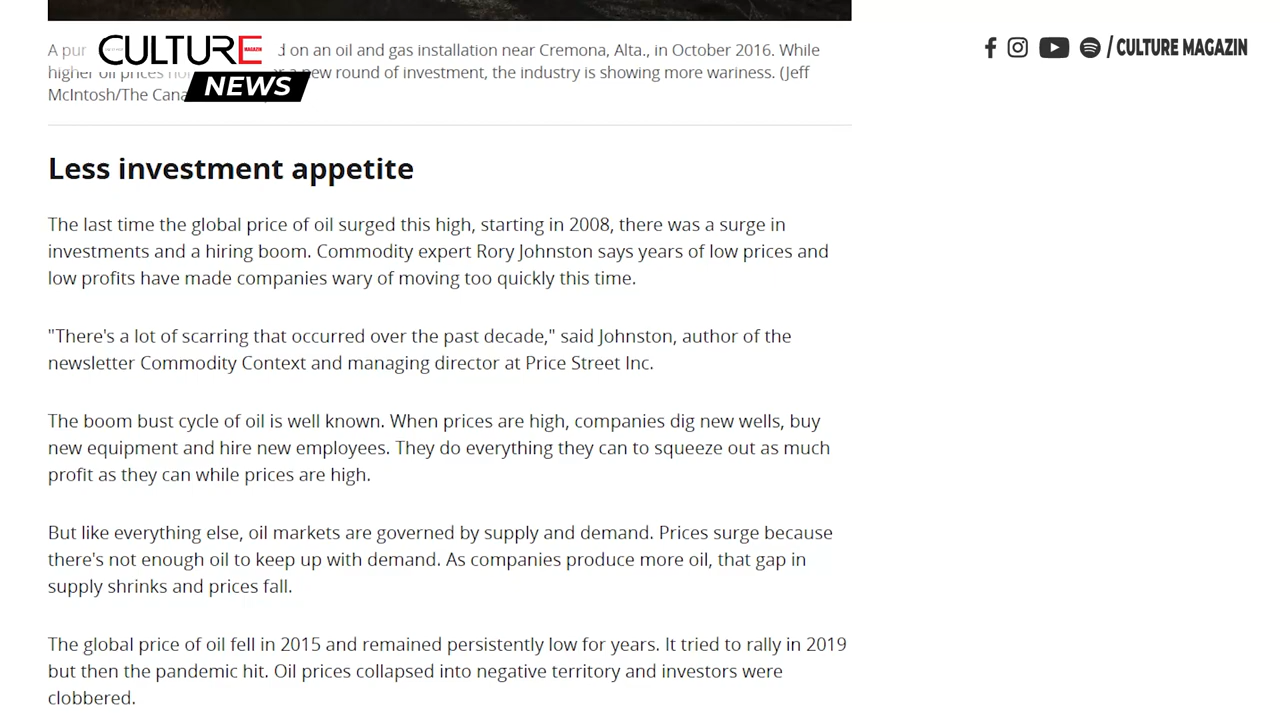 A pur
CULTURE
MAGAZIN
d on an oil and gas installation near Cremona, Alta., in October 2016. While
/ CULTURE MAGAZIN
higher oil prices new round of investment, the industry is showing more wariness. (Jeff
NEWS
McIntosh/The Cana
Less investment appetite
The last time the global price of oil surged this high, starting in 2008, there was a surge in
investments and a hiring boom. Commodity expert Rory Johnston says years of low prices and
low profits have made companies wary of moving too quickly this time.
"There's a lot of scarring that occurred over the past decade," said Johnston, author of the
newsletter Commodity Context and managing director at Price Street Inc.
The boom bust cycle of oil is well known. When prices are high, companies dig new wells, buy
new equipment and hire new employees. They do everything they can to squeeze out as much
profit as they can while prices are high.
But like everything else, oil markets are governed by supply and demand. Prices surge because
there's not enough oil to keep up with demand. As companies produce more oil, that gap in
supply shrinks and prices fall.
The global price of oil fell in 2015 and remained persistently low for years. It tried to rally in 2019
but then the pandemic hit. Oil prices collapsed into negative territory and investors were
clobbered.